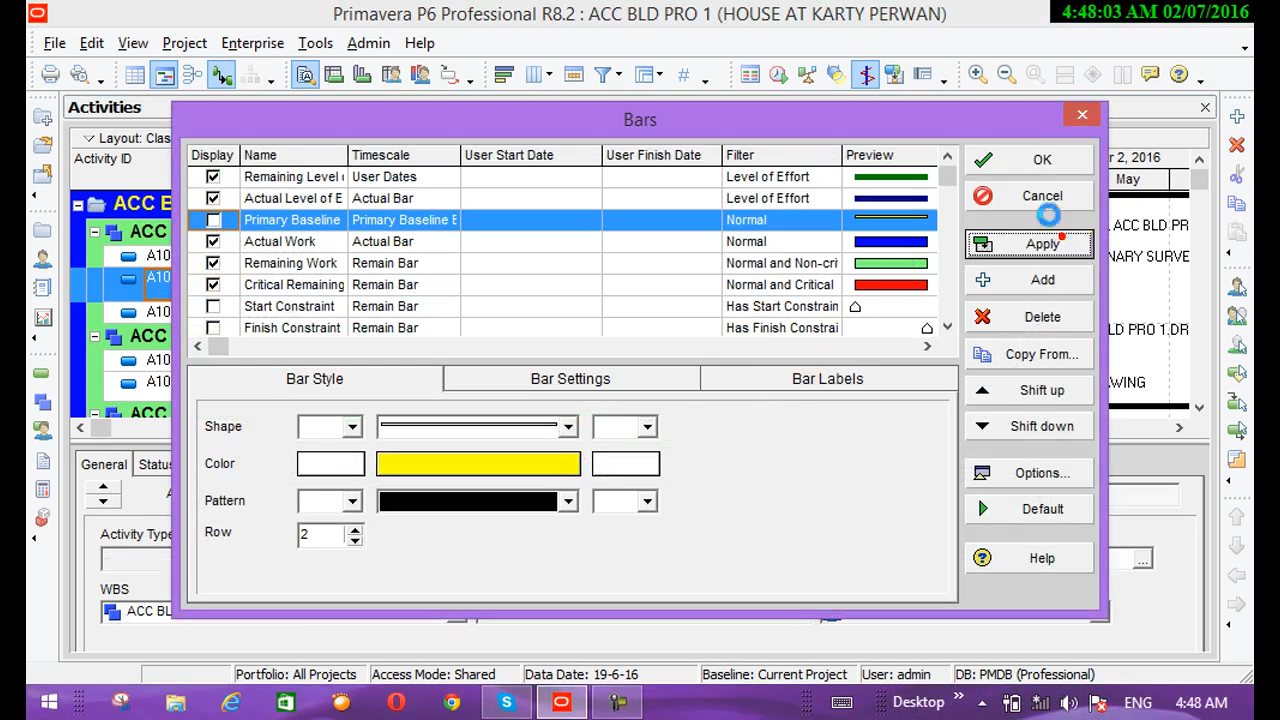 Primavera P6 Professional R8.2 : ACC BLD PRO 1 (HOUSE AT KARTY PERWAN)
4:48:03 AM 02/07/2016
File Edit View Project Enterprise Tools Admin Help
Activities
Layout: Clas
Activity ID
r 2, 2016
May
ACC B
ACC
A10
A10
A10
ACC
A10
A10
ACC
ACC BLD PR
NARY SURVE
D PRO 1.DR
WING
Bars
Display Name Timescale User Start Date User Finish Date Filter Preview
Remaining Level User Dates Level of Effort
Actual Level of E Actual Bar Level of Effort
Primary Baseline Primary Baseline E Normal
Actual Work Actual Bar Normal
Remaining Work Remain Bar Normal and Non-cri
Critical Remaining Remain Bar Normal and Critical
Start Constraint Remain Bar Has Start Constrain
Finish Constraint Remain Bar Has Finish Constrai
OK
Cancel
Apply
Add
Delete
Copy From...
Shift up
Shift down
Options...
Default
Help
Bar Style Bar Settings Bar Labels
Shape
Color
Pattern
Row 2
General Status
A
Activity Type
...
WBS
ACC BL
Portfolio: All Projects Access Mode: Shared Data Date: 19-6-16 Baseline: Current Project User: admin DB: PMDB (Professional)
Desktop » ENG 4:48 AM